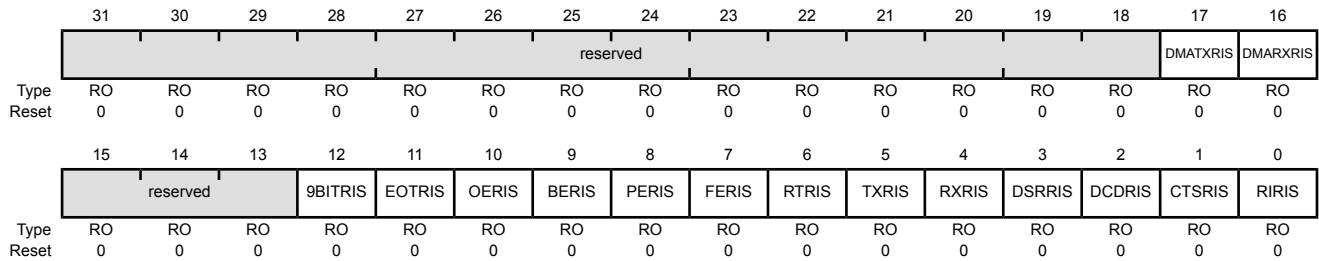 31 30 29 28 27 26 25 24 23 22 21 20 19 18 17 16
reserved DMATXRIS DMARXRIS
Type RO RO RO RO RO RO RO RO RO RO RO RO RO RO RO RO
Reset 0 0 0 0 0 0 0 0 0 0 0 0 0 0 0 0
15 14 13 12 11 10 9 8 7 6 5 4 3 2 1 0
reserved 9BITRIS EOTRIS OERIS BERIS PERIS FERIS RTRIS TXRIS RXRIS DSRRIS DCDRIS CTSRIS RIRIS
Type RO RO RO RO RO RO RO RO RO RO RO RO RO RO RO RO
Reset 0 0 0 0 0 0 0 0 0 0 0 0 0 0 0 0